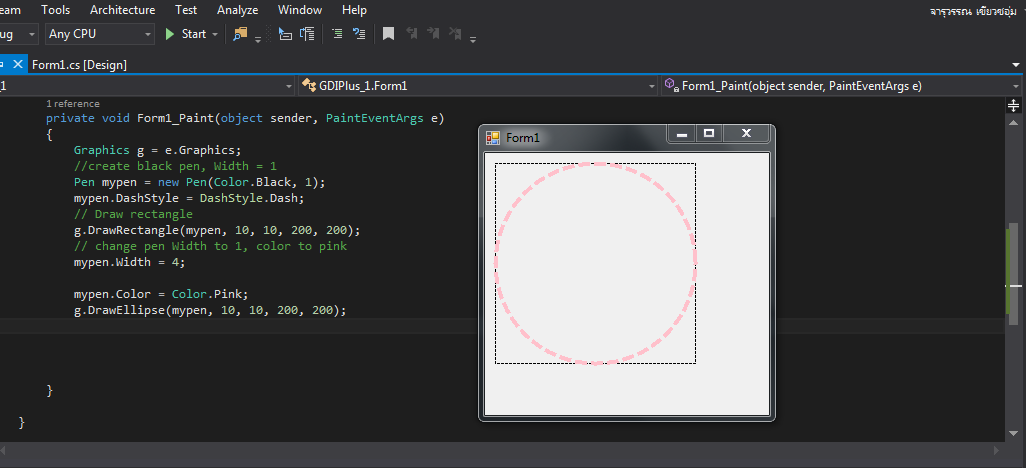 eam Tools Architecture Test Analyze Window Help
จารุวรรณ เขียวชอุ่ม
ug Any CPU Start
Form1.cs [Design]
_1 GDIPlus_1.Form1 Form1_Paint(object sender, PaintEventArgs e)
1 reference
private void Form1_Paint(object sender, PaintEventArgs e)
{
Graphics g = e.Graphics;
//create black pen, Width = 1
Pen mypen = new Pen(Color.Black, 1);
mypen.DashStyle = DashStyle.Dash;
// Draw rectangle
g.DrawRectangle(mypen, 10, 10, 200, 200);
// change pen Width to 1, color to pink
mypen.Width = 4;
mypen.Color = Color.Pink;
g.DrawEllipse(mypen, 10, 10, 200, 200);
}
}
Form1